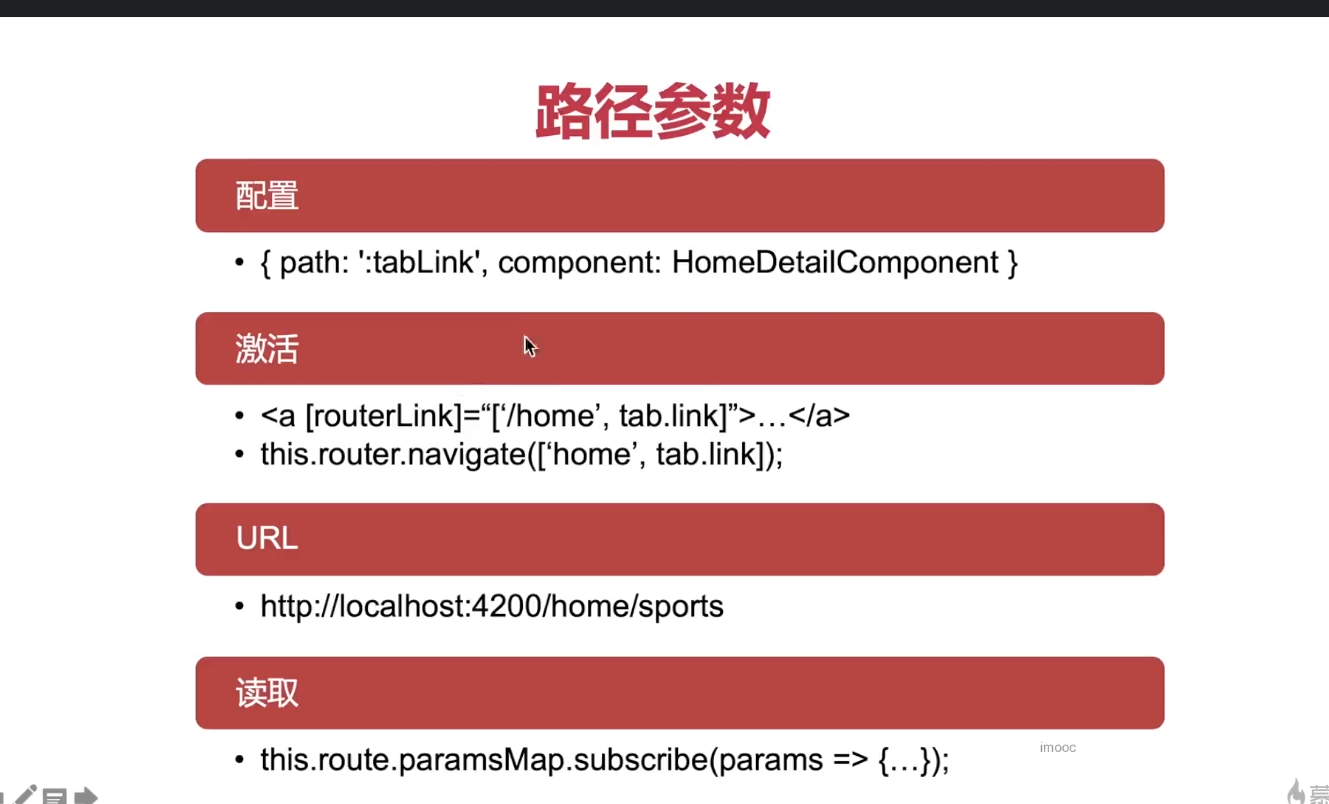 路径参数
配置
• { path: ':tabLink', component: HomeDetailComponent }
激活
• <a [routerLink]=“[‘/home’, tab.link]”>…</a>
• this.router.navigate([‘home’, tab.link]);
URL
• http://localhost:4200/home/sports
读取
• this.route.paramsMap.subscribe(params => {…});
imooc